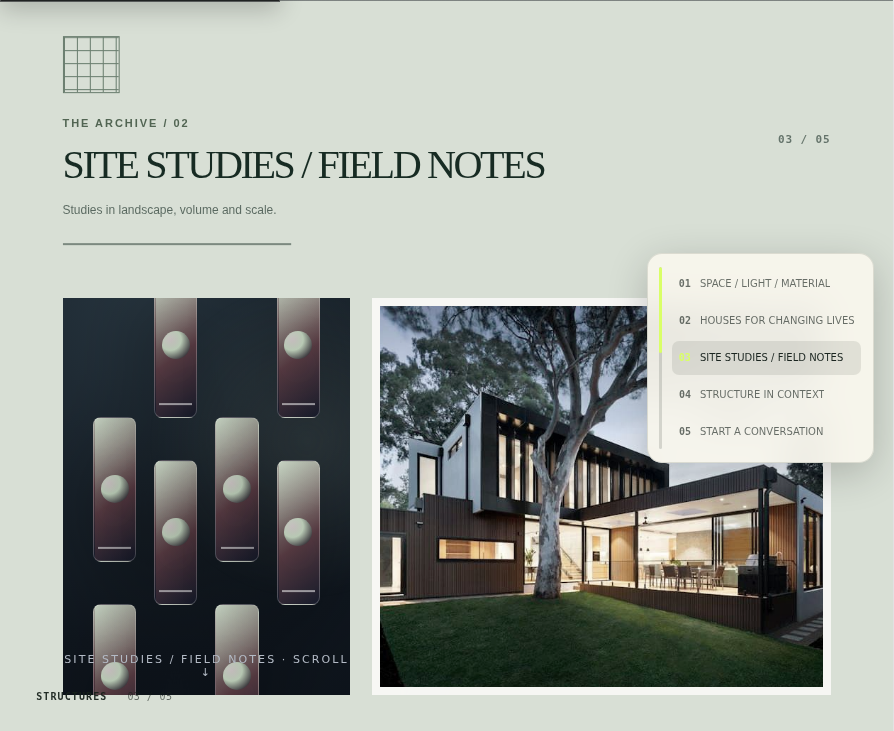 THE ARCHIVE / 02
SITE STUDIES / FIELD NOTES
Studies in landscape, volume and scale.
03 / 05
01 SPACE / LIGHT / MATERIAL
02 HOUSES FOR CHANGING LIVES
03 SITE STUDIES / FIELD NOTES
04 STRUCTURE IN CONTEXT
05 START A CONVERSATION
SITE STUDIES / FIELD NOTES · SCROLL
↓
STRUCTURES 03 / 05